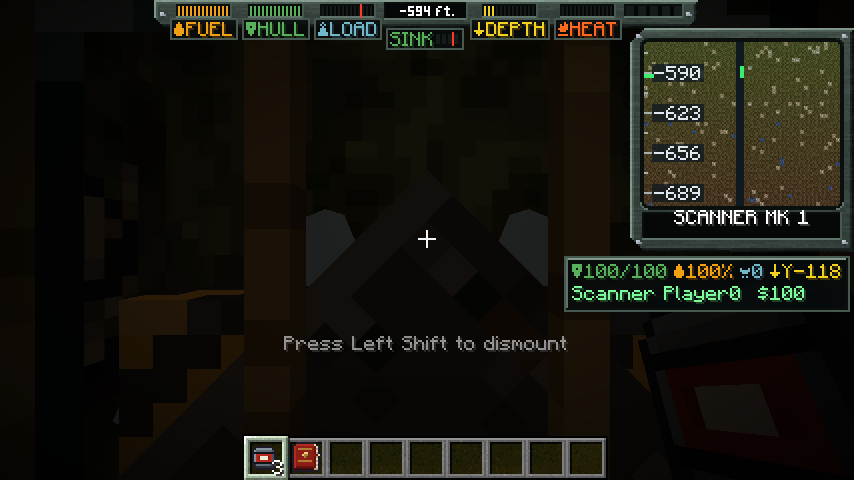 -594 ft.
FUEL HULL LOAD SINK DEPTH HEAT
-590
-623
-656
-689
SCANNER MK 1
100/100 100% 0 Y-118
Scanner Player0 $100
Press Left Shift to dismount
3